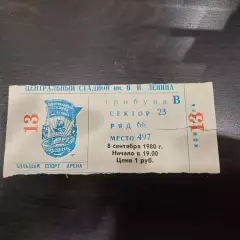 ЦЕНТРАЛЬНЫЙ СТАДИОН им. В. И. ЛЕНИНА
13
трибуна В
СЕКТОР 23
РЯД 66
МЕСТО 497
8 сентября 1980 г.
Начало в 19.00
Цена 1 руб.
БОЛЬШАЯ СПОРТ АРЕНА
13